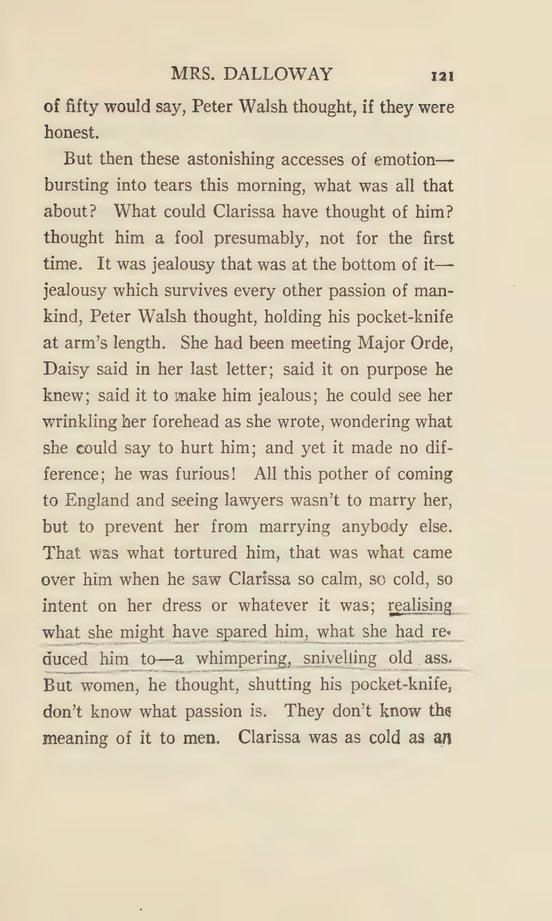 MRS. DALLOWAY 121
of fifty would say, Peter Walsh thought, if they were
honest.
But then these astonishing accesses of emotion—
bursting into tears this morning, what was all that
about? What could Clarissa have thought of him?
thought him a fool presumably, not for the first
time. It was jealousy that was at the bottom of it—
jealousy which survives every other passion of man-
kind, Peter Walsh thought, holding his pocket-knife
at arm's length. She had been meeting Major Orde,
Daisy said in her last letter; said it on purpose he
knew; said it to make him jealous; he could see her
wrinkling her forehead as she wrote, wondering what
she could say to hurt him; and yet it made no dif-
ference; he was furious! All this pother of coming
to England and seeing lawyers wasn't to marry her,
but to prevent her from marrying anybody else.
That was what tortured him, that was what came
over him when he saw Clarissa so calm, so cold, so
intent on her dress or whatever it was; realising
what she might have spared him, what she had re-
duced him to—a whimpering, snivelling old ass.
But women, he thought, shutting his pocket-knife,
don't know what passion is. They don't know the
meaning of it to men. Clarissa was as cold as an